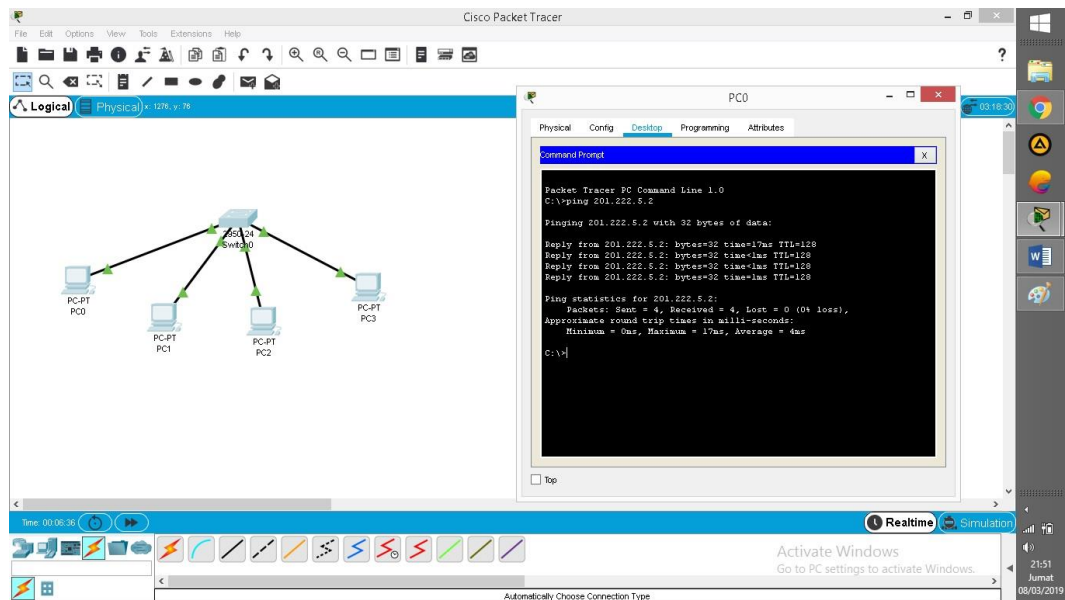 Cisco Packet Tracer
File Edit Options View Tools Extensions Help
?
Logical Physical x: 1276, y: 76
03:18:30
PC0
Physical Config Desktop Programming Attributes
Command Prompt
X
Packet Tracer PC Command Line 1.0
C:\>ping 201.222.5.2
Pinging 201.222.5.2 with 32 bytes of data:
Reply from 201.222.5.2: bytes=32 time=17ms TTL=128
Reply from 201.222.5.2: bytes=32 time<1ms TTL=128
Reply from 201.222.5.2: bytes=32 time<1ms TTL=128
Reply from 201.222.5.2: bytes=32 time<1ms TTL=128
Ping statistics for 201.222.5.2:
Packets: Sent = 4, Received = 4, Lost = 0 (0% loss),
Approximate round trip times in milli-seconds:
Minimum = 0ms, Maximum = 17ms, Average = 4ms
C:\>
Top
2950-24
Switch0
PC-PT
PC0
PC-PT
PC1
PC-PT
PC2
PC-PT
PC3
Time: 00:06:36
Realtime
Simulation
Activate Windows
Go to PC settings to activate Windows.
Automatically Choose Connection Type
21:51
Jumat
08/03/2019